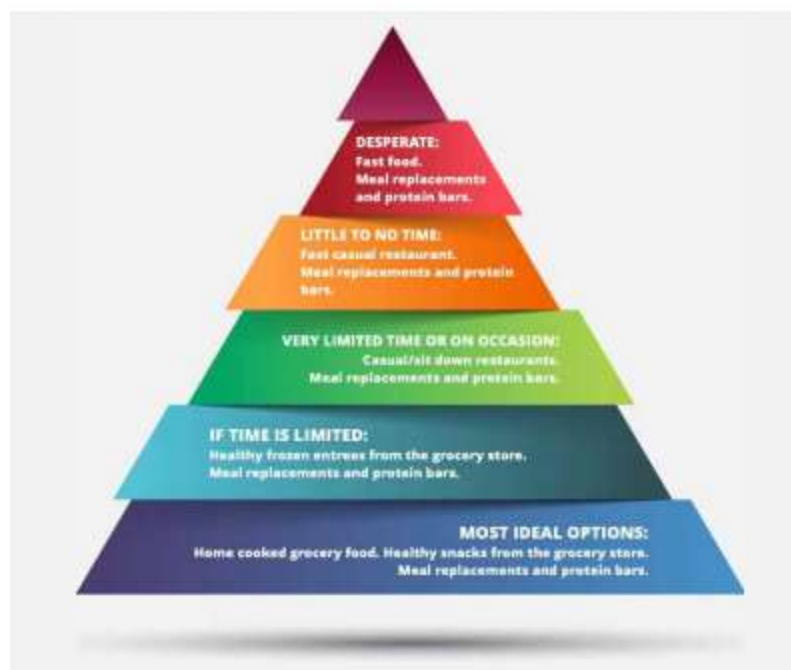 DESPERATE:
Fast food.
Meal replacements
and protein bars.
LITTLE TO NO TIME:
Fast casual restaurant.
Meal replacements and protein
bars.
VERY LIMITED TIME OR ON OCCASION:
Casual/sit down restaurants.
Meal replacements and protein bars.
IF TIME IS LIMITED:
Healthy frozen entrees from the grocery store.
Meal replacements and protein bars.
MOST IDEAL OPTIONS:
Home cooked grocery food. Healthy snacks from the grocery store.
Meal replacements and protein bars.